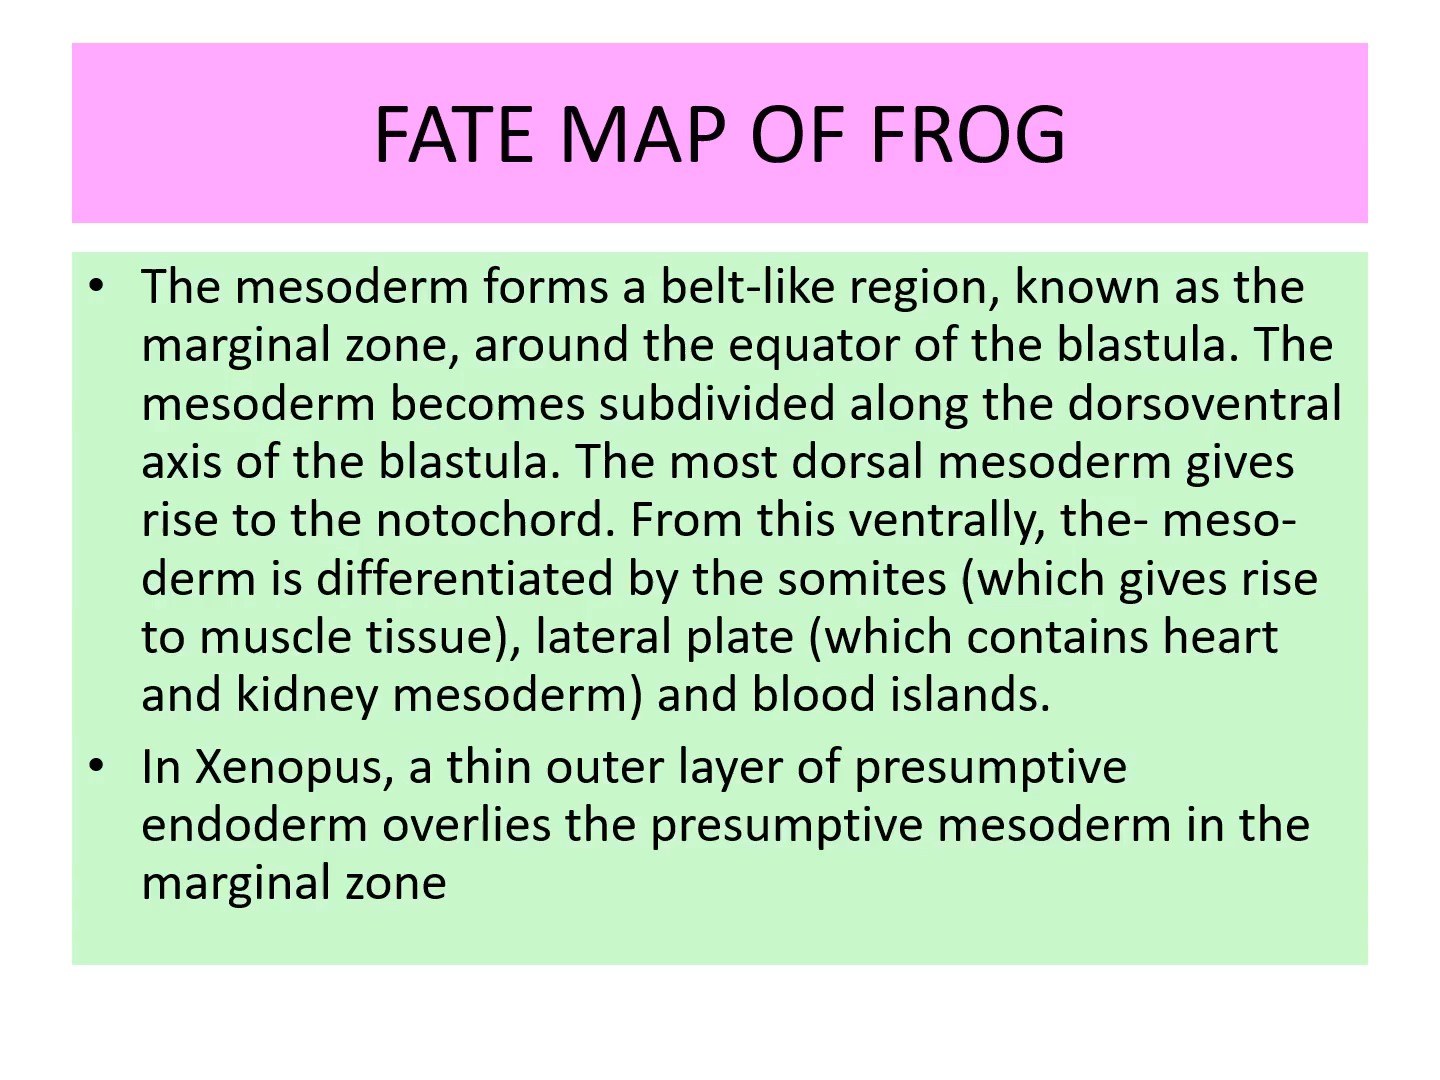 FATE MAP OF FROG
• The mesoderm forms a belt-like region, known as the
marginal zone, around the equator of the blastula. The
mesoderm becomes subdivided along the dorsoventral
axis of the blastula. The most dorsal mesoderm gives
rise to the notochord. From this ventrally, the- meso-
derm is differentiated by the somites (which gives rise
to muscle tissue), lateral plate (which contains heart
and kidney mesoderm) and blood islands.
• In Xenopus, a thin outer layer of presumptive
endoderm overlies the presumptive mesoderm in the
marginal zone